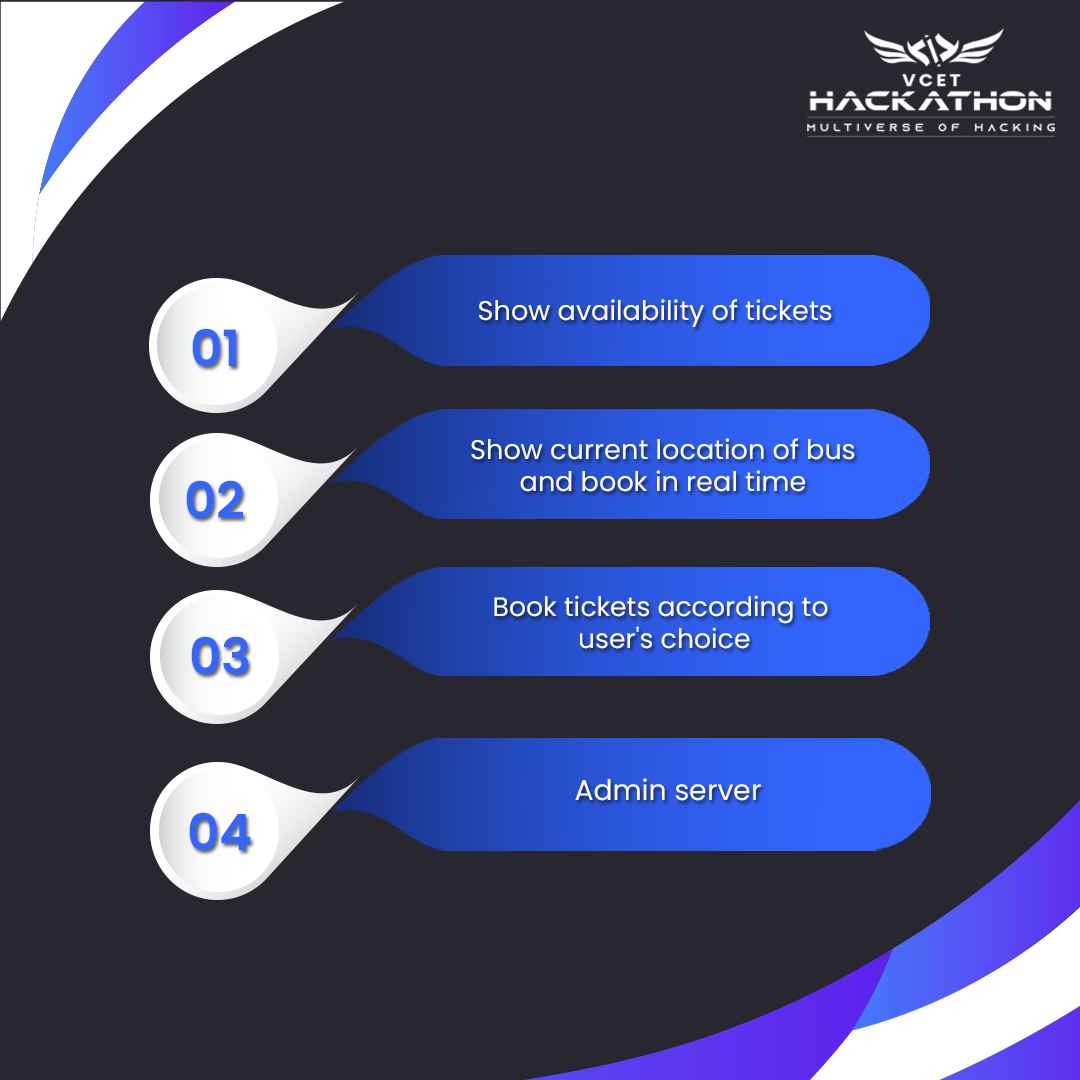 VCET
HACKATHON
MULTIVERSE OF HACKING
01
Show availability of tickets
02
Show current location of bus
and book in real time
03
Book tickets according to
user's choice
04
Admin server